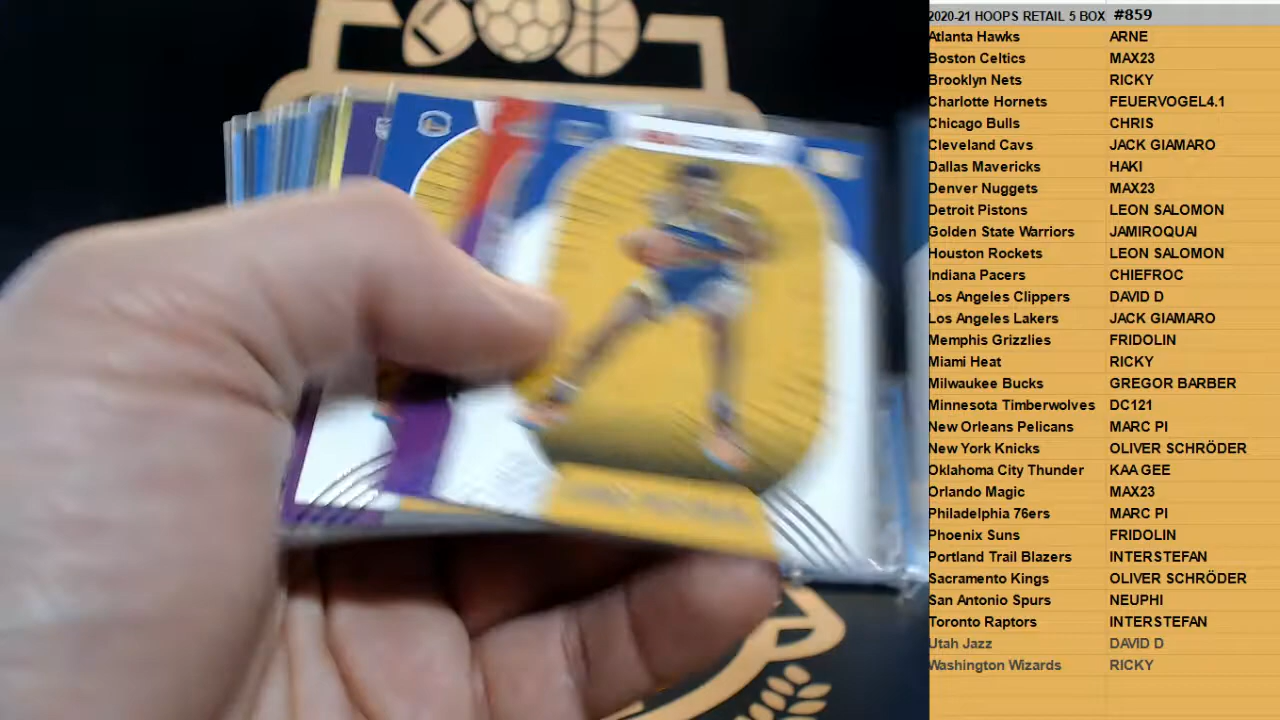 2020-21 HOOPS RETAIL 5 BOX #859
Atlanta Hawks ARNE
Boston Celtics MAX23
Brooklyn Nets RICKY
Charlotte Hornets FEUERVOGEL4.1
Chicago Bulls CHRIS
Cleveland Cavs JACK GIAMARO
Dallas Mavericks HAKI
Denver Nuggets MAX23
Detroit Pistons LEON SALOMON
Golden State Warriors JAMIROQUAI
Houston Rockets LEON SALOMON
Indiana Pacers CHIEFROC
Los Angeles Clippers DAVID D
Los Angeles Lakers JACK GIAMARO
Memphis Grizzlies FRIDOLIN
Miami Heat RICKY
Milwaukee Bucks GREGOR BARBER
Minnesota Timberwolves DC121
New Orleans Pelicans MARC PI
New York Knicks OLIVER SCHRÖDER
Oklahoma City Thunder KAA GEE
Orlando Magic MAX23
Philadelphia 76ers MARC PI
Phoenix Suns FRIDOLIN
Portland Trail Blazers INTERSTEFAN
Sacramento Kings OLIVER SCHRÖDER
San Antonio Spurs NEUPHI
Toronto Raptors INTERSTEFAN
Utah Jazz DAVID D
Washington Wizards RICKY